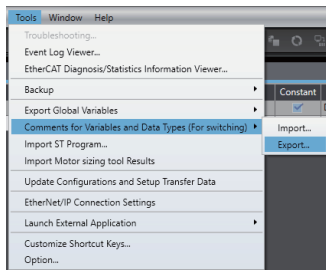 Tools Window Help
Troubleshooting...
Event Log Viewer...
EtherCAT Diagnosis/Statistics Information Viewer...
Backup
Constant
Export Global Variables
Comments for Variables and Data Types (For switching)
Import...
Import ST Program...
Export...
Import Motor sizing tool Results
Update Configurations and Setup Transfer Data
EtherNet/IP Connection Settings
Launch External Application
Customize Shortcut Keys...
Option...